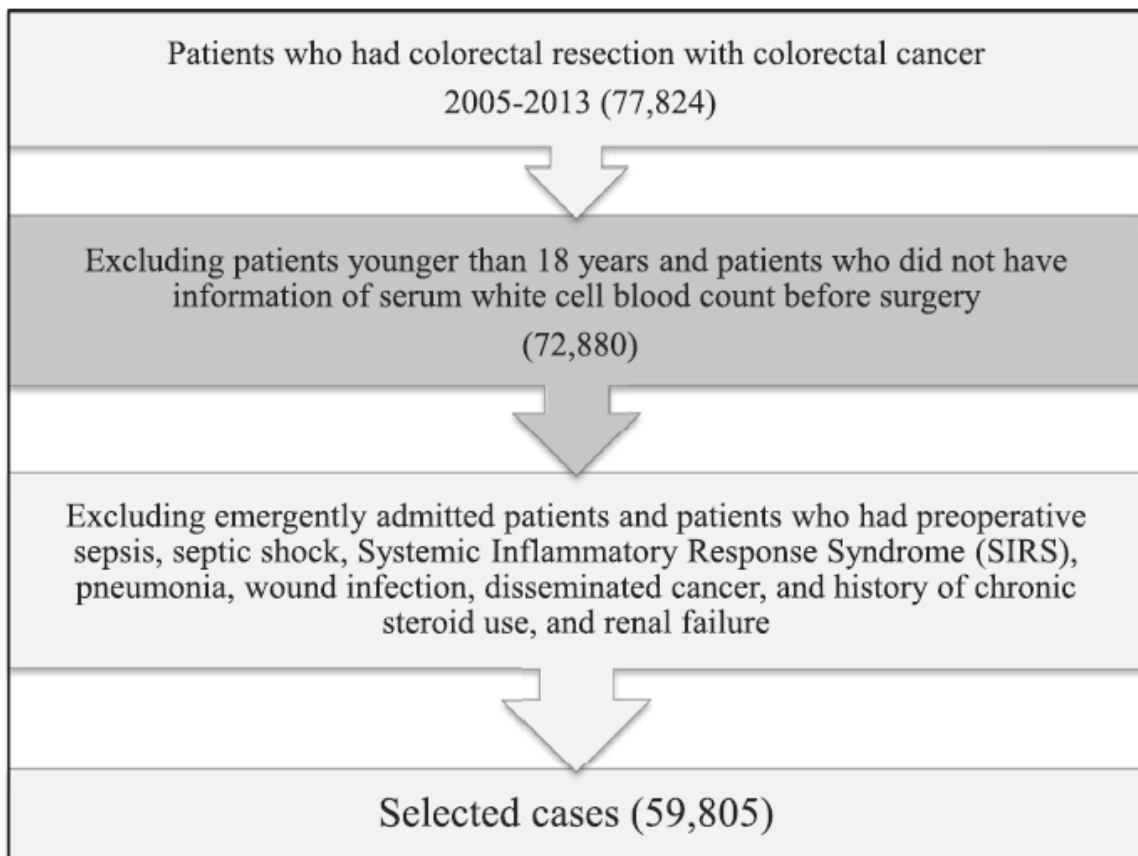 Patients who had colorectal resection with colorectal cancer
2005-2013 (77,824)
Excluding patients younger than 18 years and patients who did not have
information of serum white cell blood count before surgery
(72,880)
Excluding emergently admitted patients and patients who had preoperative
sepsis, septic shock, Systemic Inflammatory Response Syndrome (SIRS),
pneumonia, wound infection, disseminated cancer, and history of chronic
steroid use, and renal failure
Selected cases (59,805)